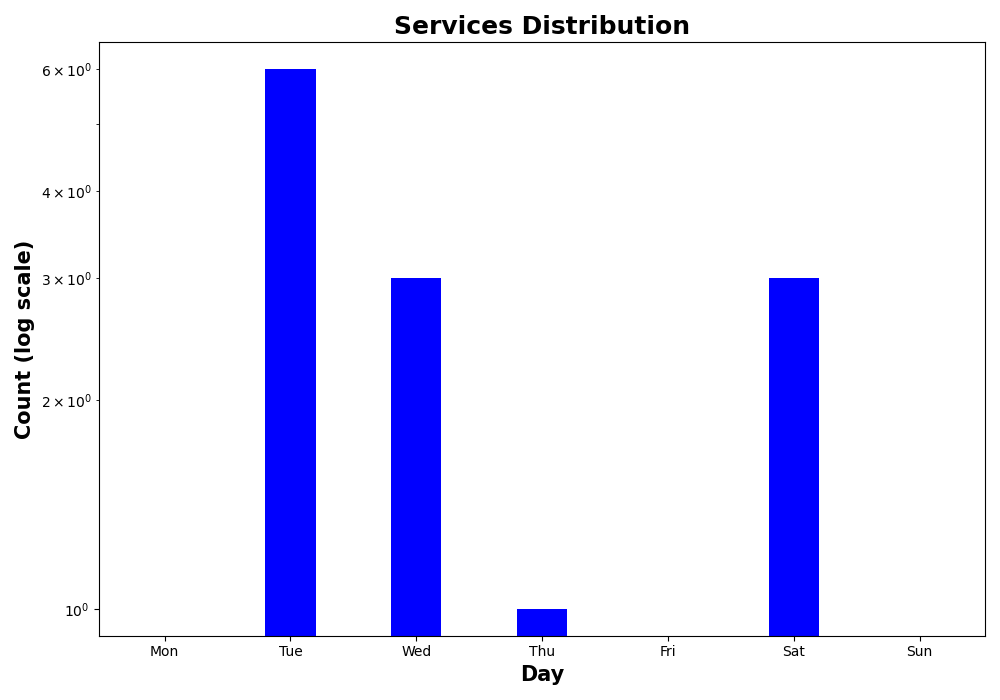 Services Distribution
Count (log scale)
6 × 10⁰
4 × 10⁰
3 × 10⁰
2 × 10⁰
10⁰
Mon Tue Wed Thu Fri Sat Sun
Day